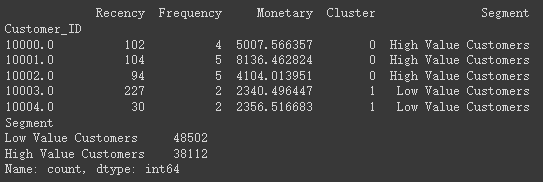 Recency Frequency Monetary Cluster Segment
Customer_ID
10000.0 102 4 5007.566357 0 High Value Customers
10001.0 104 5 8136.462824 0 High Value Customers
10002.0 94 5 4104.013951 0 High Value Customers
10003.0 227 2 2340.496447 1 Low Value Customers
10004.0 30 2 2356.516683 1 Low Value Customers
Segment
Low Value Customers 48502
High Value Customers 38112
Name: count, dtype: int64